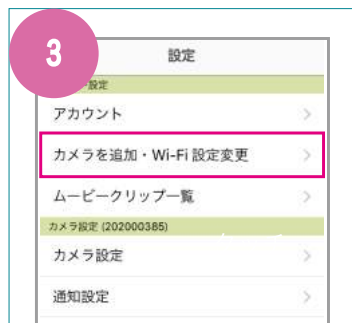 3
設定
設定
アカウント
カメラを追加・Wi-Fi 設定変更
ムービークリップ一覧
カメラ設定 (202000385)
カメラ設定
通知設定